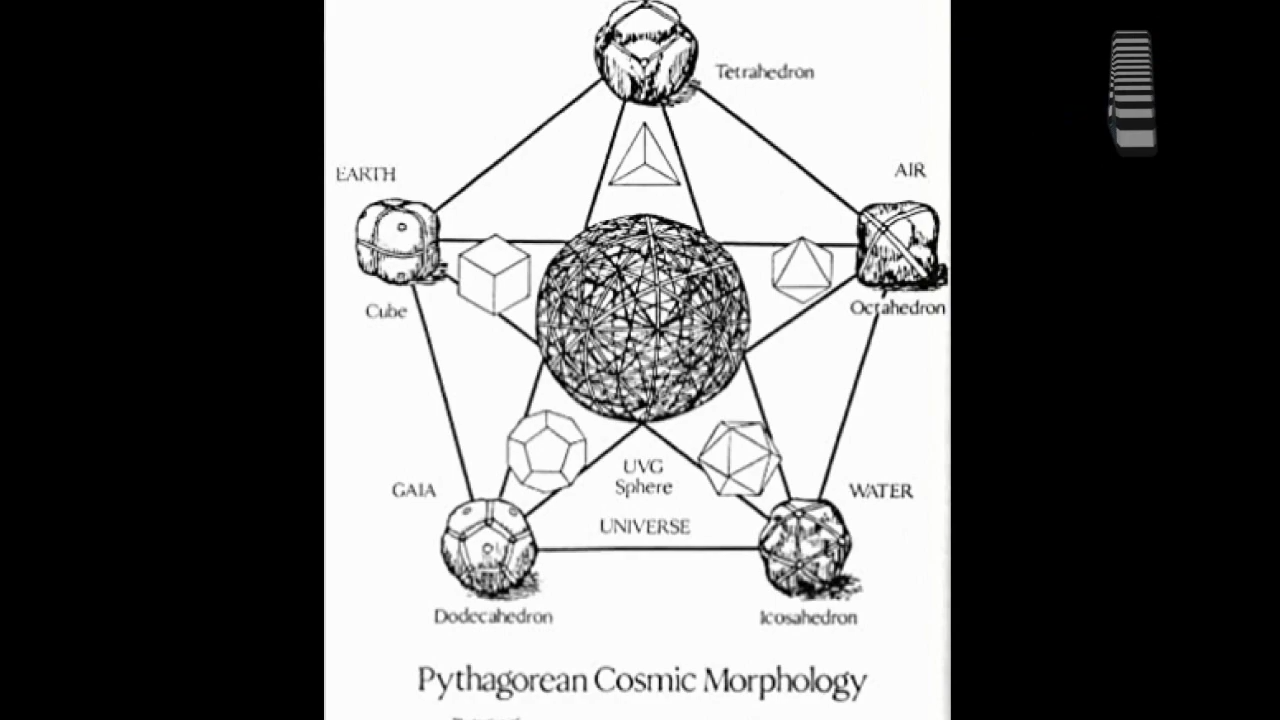 Tetrahedron
EARTH
AIR
Cube
Octahedron
UVG
Sphere
GAIA
WATER
UNIVERSE
Dodecahedron
Icosahedron
Pythagorean Cosmic Morphology